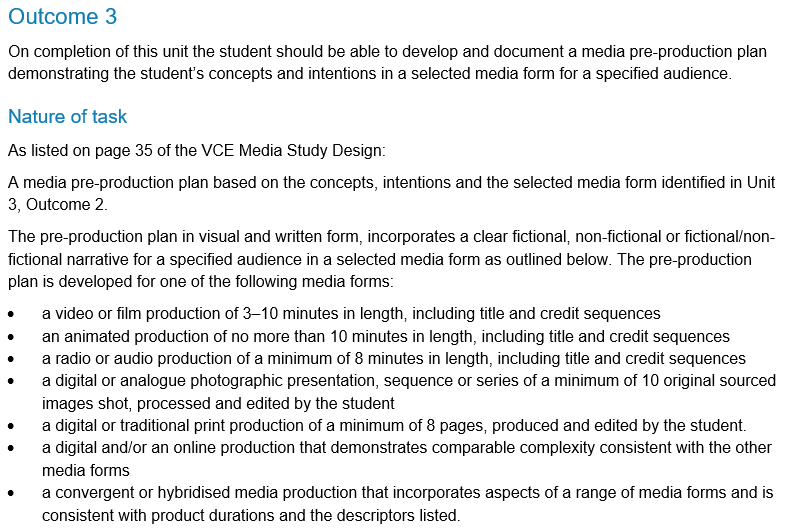 Outcome 3
On completion of this unit the student should be able to develop and document a media pre-production plan
demonstrating the student's concepts and intentions in a selected media form for a specified audience.
Nature of task
As listed on page 35 of the VCE Media Study Design:
A media pre-production plan based on the concepts, intentions and the selected media form identified in Unit
3, Outcome 2.
The pre-production plan in visual and written form, incorporates a clear fictional, non-fictional or fictional/non-
fictional narrative for a specified audience in a selected media form as outlined below. The pre-production
plan is developed for one of the following media forms:
• a video or film production of 3–10 minutes in length, including title and credit sequences
• an animated production of no more than 10 minutes in length, including title and credit sequences
• a radio or audio production of a minimum of 8 minutes in length, including title and credit sequences
• a digital or analogue photographic presentation, sequence or series of a minimum of 10 original sourced
images shot, processed and edited by the student
• a digital or traditional print production of a minimum of 8 pages, produced and edited by the student.
• a digital and/or an online production that demonstrates comparable complexity consistent with the other
media forms
• a convergent or hybridised media production that incorporates aspects of a range of media forms and is
consistent with product durations and the descriptors listed.